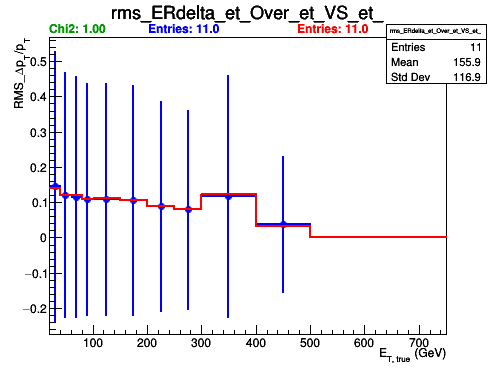 rms_ERdelta_et_Over_et_VS_et_
Chi2: 1.00
Entries: 11.0
Entries: 11.0
rms_ERdelta_et_Over_et_VS_et_
Entries 11
Mean 155.9
Std Dev 116.9
RMS_Δp_T/p_T
0.5
0.4
0.3
0.2
0.1
0
−0.1
−0.2
100 200 300 400 500 600 700
E_T, true (GeV)